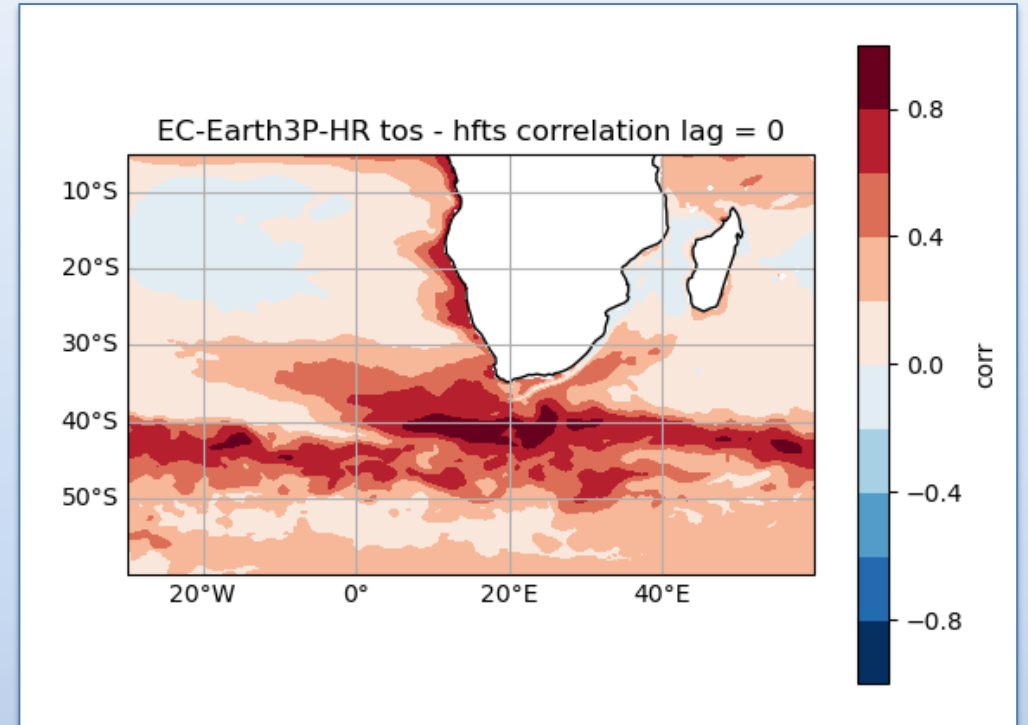 EC-Earth3P-HR tos - hfts correlation lag = 0
10°S
20°S
30°S
40°S
50°S
20°W
0°
20°E
40°E
0.8
0.4
0.0
−0.4
−0.8
corr